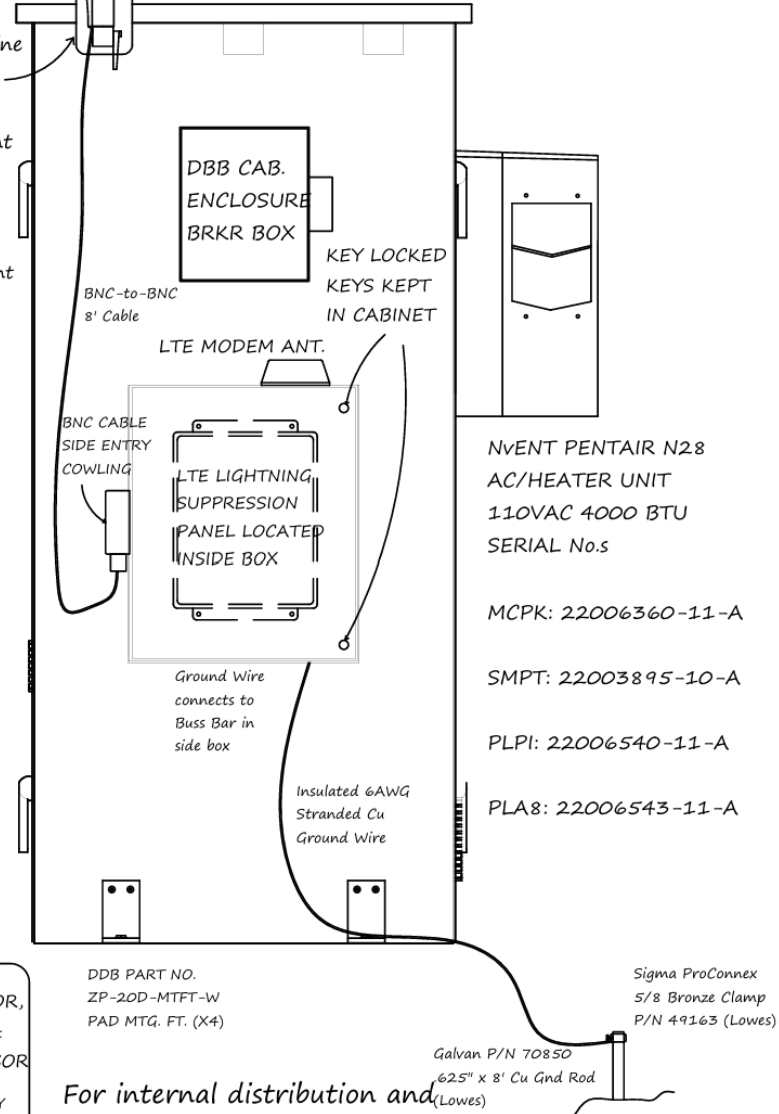 ne
nt
nt
DBB CAB.
ENCLOSURE
BRKR BOX
KEY LOCKED
KEYS KEPT
IN CABINET
BNC-to-BNC
8' Cable
LTE MODEM ANT.
BNC CABLE
SIDE ENTRY
COWLING
LTE LIGHTNING
SUPPRESSION
PANEL LOCATED
INSIDE BOX
NvENT PENTAIR N28
AC/HEATER UNIT
110VAC 4000 BTU
SERIAL No.s
MCPK: 22006360-11-A
SMPT: 22003895-10-A
PLPI: 22006540-11-A
PLA8: 22006543-11-A
Ground Wire
connects to
Buss Bar in
side box
Insulated 6AWG
Stranded Cu
Ground Wire
DDB PART NO.
ZP-20D-MTFT-W
PAD MTG. FT. (X4)
Sigma ProConnex
5/8 Bronze Clamp
P/N 49163 (Lowes)
Galvan P/N 70850
.625" x 8' Cu Gnd Rod
(Lowes)
OR,
SOR
For internal distribution and